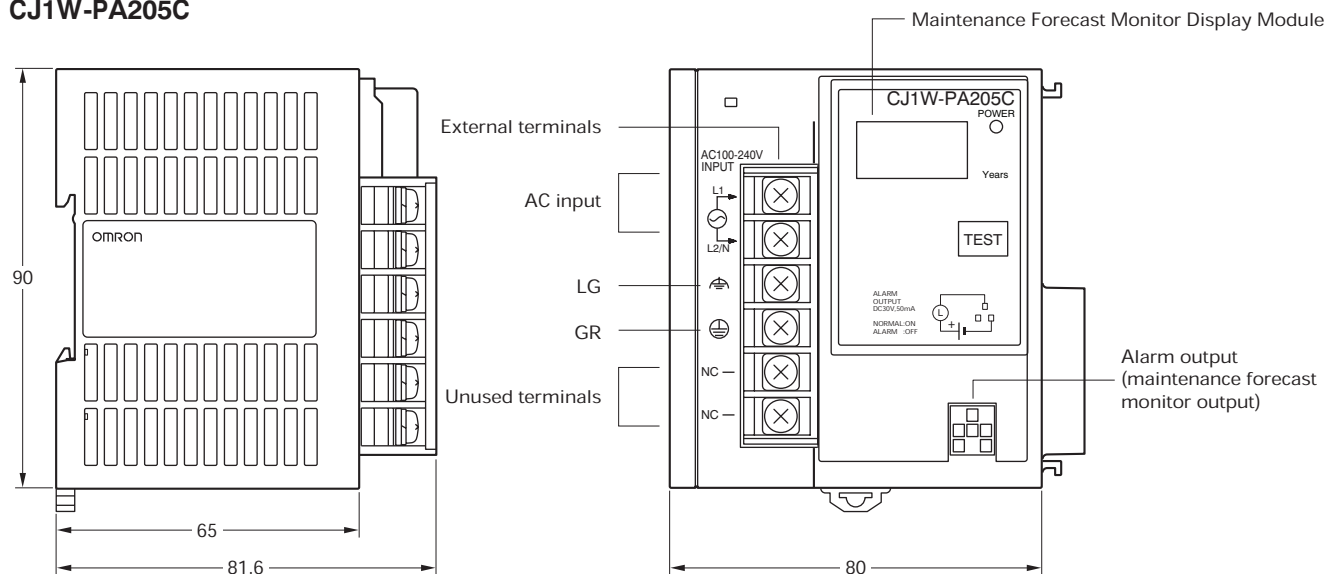 CJ1W-PA205C
Maintenance Forecast Monitor Display Module
External terminals
AC input
LG
GR
Unused terminals
OMRON
90
65
81.6
AC100-240V
INPUT
L1
L2/N
NC
NC
CJ1W-PA205C
POWER
Years
TEST
ALARM
OUTPUT
DC30V,50mA
NORMAL:ON
ALARM :OFF
L
+
Alarm output
(maintenance forecast
monitor output)
80